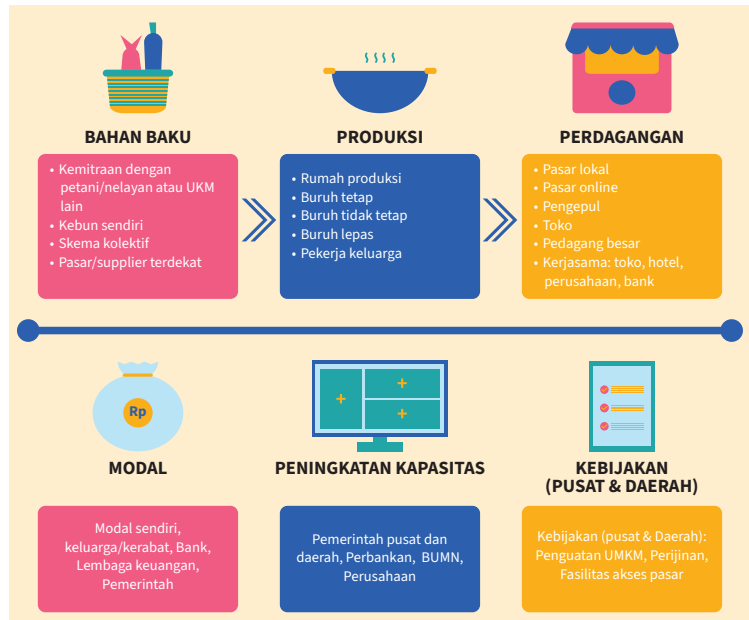 BAHAN BAKU
• Kemitraan dengan
petani/nelayan atau UKM
lain
• Kebun sendiri
• Skema kolektif
• Pasar/supplier terdekat
PRODUKSI
• Rumah produksi
• Buruh tetap
• Buruh tidak tetap
• Buruh lepas
• Pekerja keluarga
PERDAGANGAN
• Pasar lokal
• Pasar online
• Pengepul
• Toko
• Pedagang besar
• Kerjasama: toko, hotel,
perusahaan, bank
Rp
MODAL
Modal sendiri,
keluarga/kerabat, Bank,
Lembaga keuangan,
Pemerintah
PENINGKATAN KAPASITAS
Pemerintah pusat dan
daerah, Perbankan, BUMN,
Perusahaan
KEBIJAKAN
(PUSAT & DAERAH)
Kebijakan (pusat & Daerah):
Penguatan UMKM, Perijinan,
Fasilitas akses pasar